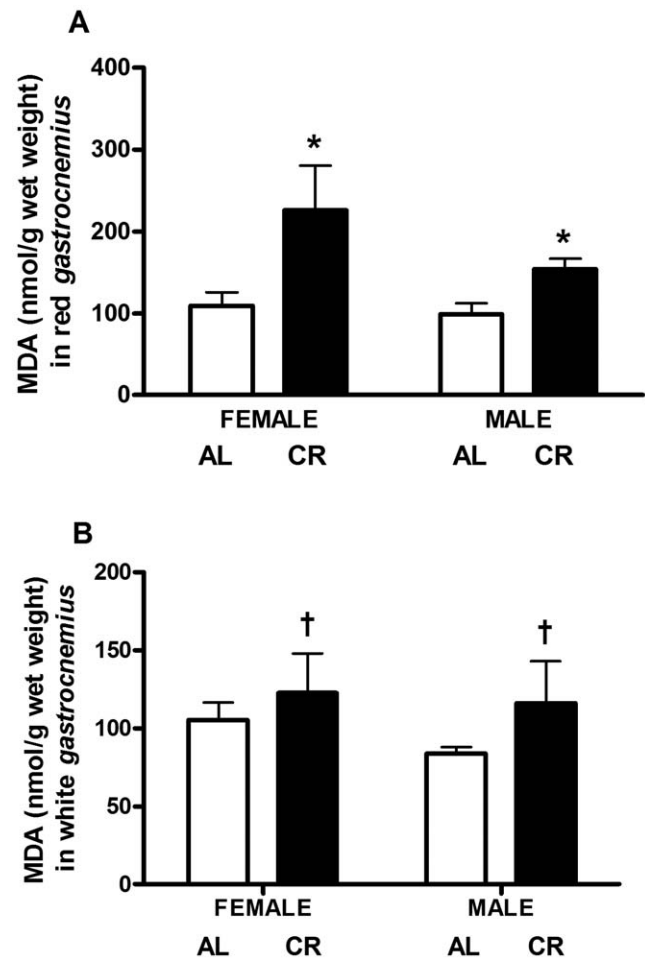 A
MDA (nmol/g wet weight)
in red gastrocnemius
400
300
200
100
0
*
*
FEMALE MALE
AL CR AL CR
B
MDA (nmol/g wet weight)
in white gastrocnemius
200
150
100
50
0
†
†
FEMALE MALE
AL CR AL CR